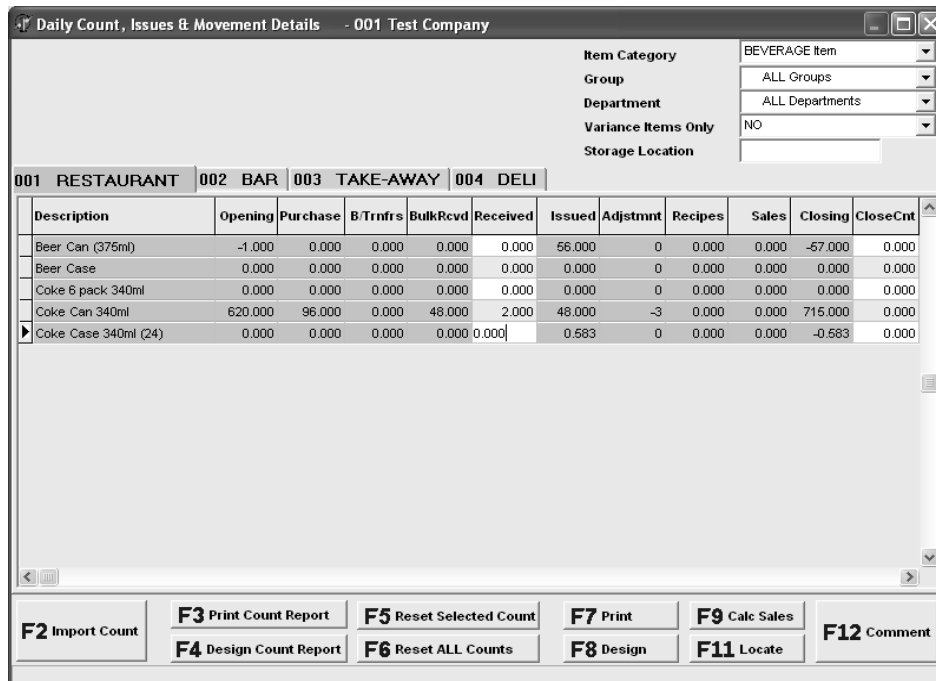 Daily Count, Issues & Movement Details - 001 Test Company
Item Category BEVERAGE Item
Group ALL Groups
Department ALL Departments
Variance Items Only NO
Storage Location
001 RESTAURANT 002 BAR 003 TAKE-AWAY 004 DELI
Description Opening Purchase B/Trnfrs BulkRcvd Received Issued Adjstmnt Recipes Sales Closing CloseCnt
Beer Can (375ml) -1.000 0.000 0.000 0.000 0.000 56.000 0 0.000 0.000 -57.000 0.000
Beer Case 0.000 0.000 0.000 0.000 0.000 0.000 0 0.000 0.000 0.000 0.000
Coke 6 pack 340ml 0.000 0.000 0.000 0.000 0.000 0.000 0 0.000 0.000 0.000 0.000
Coke Can 340ml 620.000 96.000 0.000 48.000 2.000 48.000 -3 0.000 0.000 715.000 0.000
Coke Case 340ml (24) 0.000 0.000 0.000 0.000 0.000 0.583 0 0.000 0.000 -0.583 0.000
F2 Import Count F3 Print Count Report F5 Reset Selected Count F7 Print F9 Calc Sales F12 Comment
F4 Design Count Report F6 Reset ALL Counts F8 Design F11 Locate